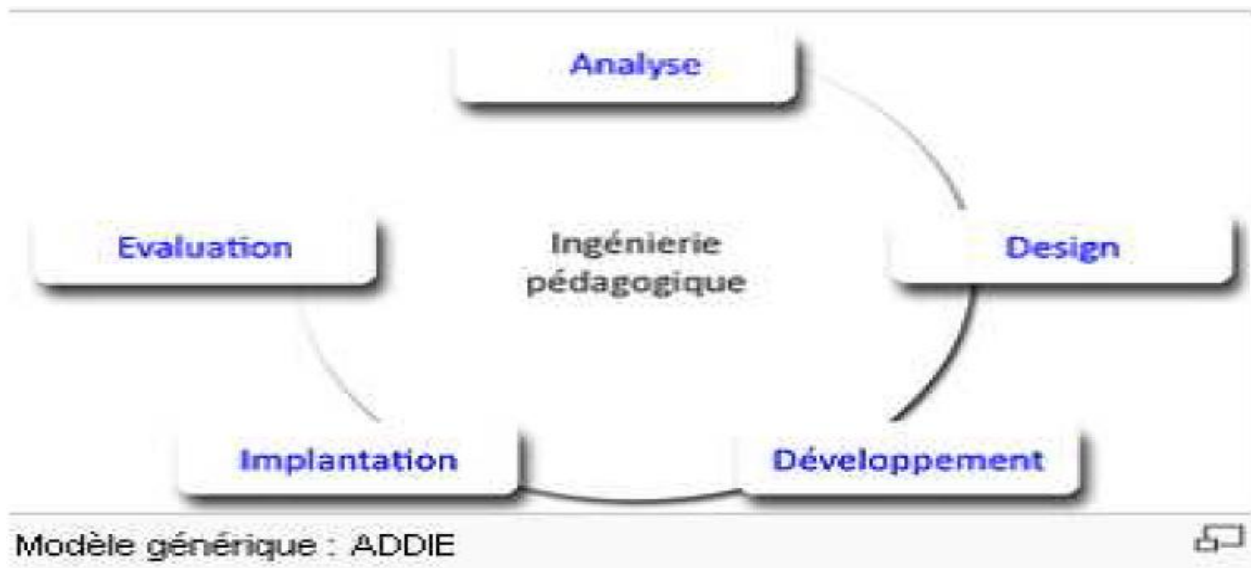 Analyse
Evaluation
Ingénierie
pédagogique
Design
Implantation
Développement
Modèle générique : ADDIE